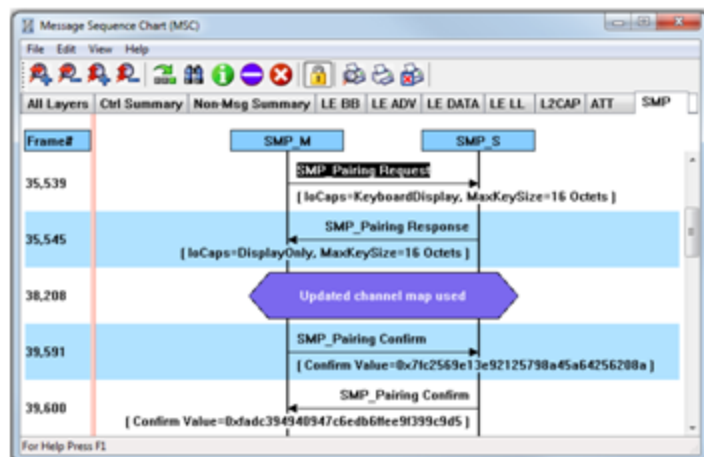 Message Sequence Chart (MSC)
File Edit View Help
All Layers Ctrl Summary Non-Msg Summary LE BB LE ADV LE DATA LE LL L2CAP ATT SMP
Frame# SMP_M SMP_S
SMP_Pairing Request
35,539
[ IoCaps=KeyboardDisplay, MaxKeySize=16 Octets ]
SMP_Pairing Response
35,545
[ IoCaps=DisplayOnly, MaxKeySize=16 Octets ]
38,208 Updated channel map used
SMP_Pairing Confirm
39,591
[ Confirm Value=0x7fc2569e13e92125798a45a64256208a ]
SMP_Pairing Confirm
39,600
[ Confirm Value=0xfadc394940947c6edb6ffee9f399c9d5 ]
For Help Press F1